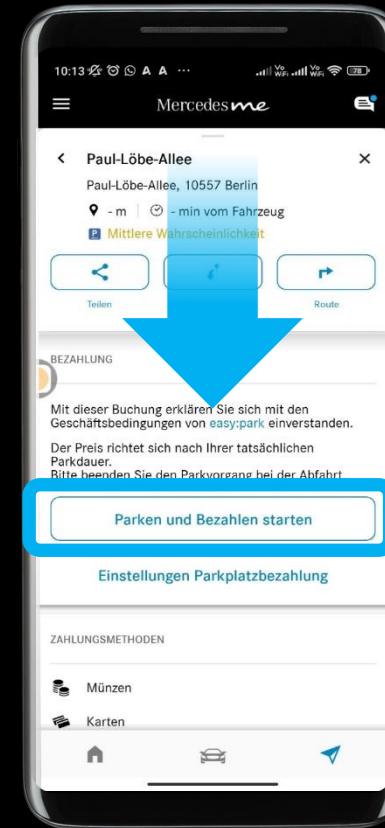 10:13 A A ...
Mercedes me
Paul-Löbe-Allee
Paul-Löbe-Allee, 10557 Berlin
- m - min vom Fahrzeug
P Mittlere Wahrscheinlichkeit
Teilen Route
BEZAHLUNG
Mit dieser Buchung erklären Sie sich mit den
Geschäftsbedingungen von easy:park einverstanden.
Der Preis richtet sich nach Ihrer tatsächlichen
Parkdauer.
Bitte beenden Sie den Parkvorgang bei der Abfahrt
Parken und Bezahlen starten
Einstellungen Parkplatzbezahlung
ZAHLUNGSMETHODEN
Münzen
Karten